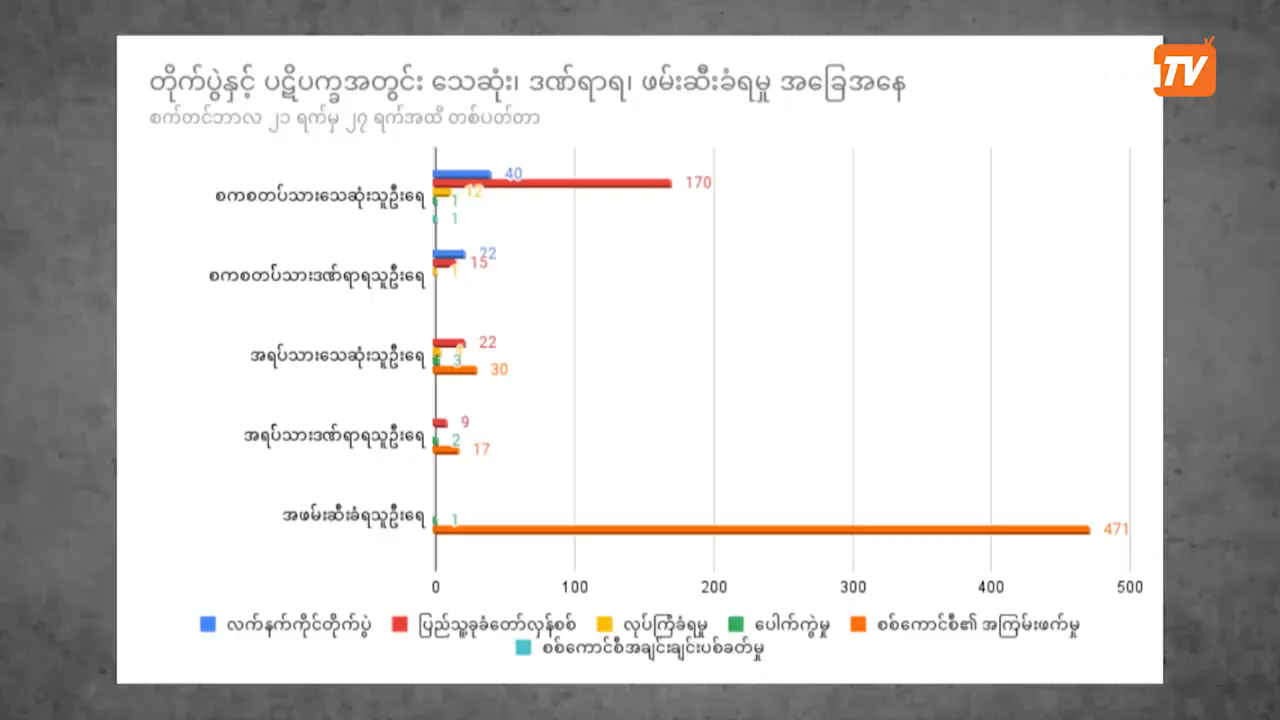 TV
တိုက်ပွဲနှင့် ပဋိပက္ခအတွင်း သေဆုံး၊ ဒဏ်ရာရ၊ ဖမ်းဆီးခံရမှု အခြေအနေ
စက်တင်ဘာလ ၂၁ ရက်မှ ၂၇ ရက်အထိ တစ်ပတ်တာ
စကစတပ်သားသေဆုံးသူဦးရေ
40
170
12
1
1
စကစတပ်သားဒဏ်ရာရသူဦးရေ
22
15
1
အရပ်သားသေဆုံးသူဦးရေ
22
3
30
အရပ်သားဒဏ်ရာရသူဦးရေ
9
2
17
အဖမ်းဆီးခံရသူဦးရေ
1
471
0 100 200 300 400 500
လက်နက်ကိုင်တိုက်ပွဲ ပြည်သူ့ခုခံတော်လှန်စစ် လုပ်ကြံခံရမှု ပေါက်ကွဲမှု စစ်ကောင်စီ၏ အကြမ်းဖက်မှု
စစ်ကောင်စီအချင်းချင်းပစ်ခတ်မှု